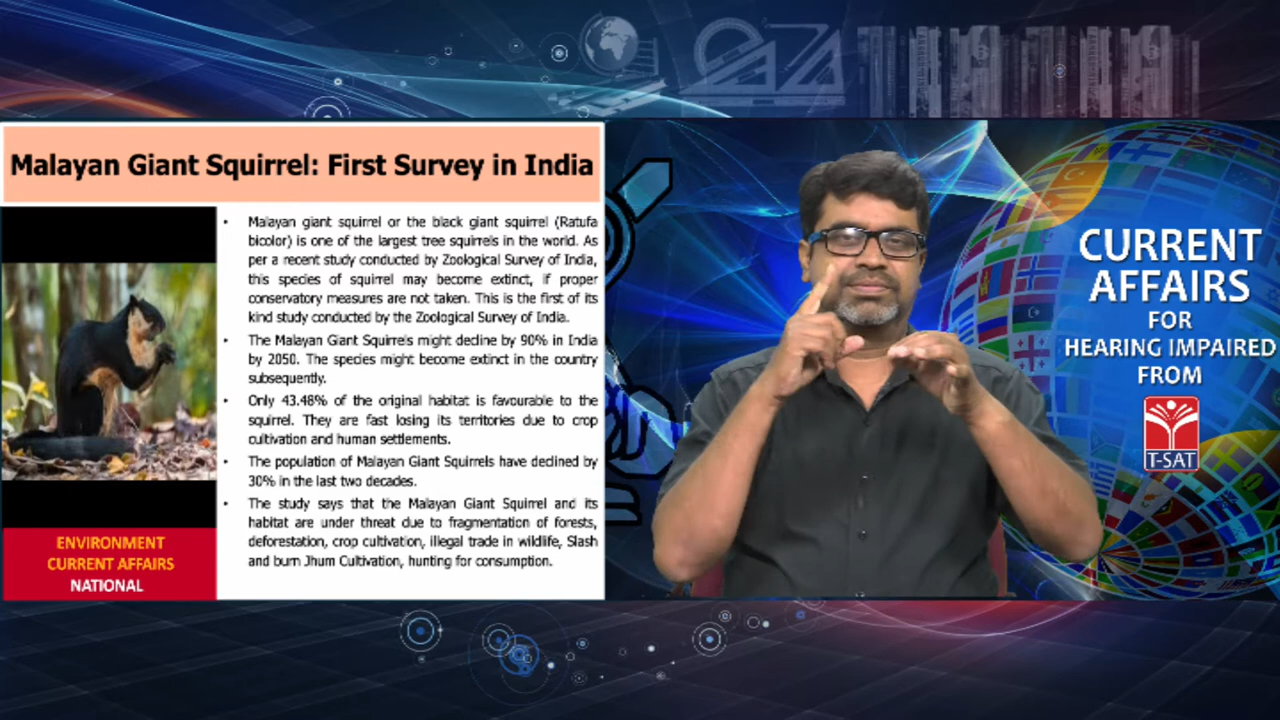 Malayan Giant Squirrel: First Survey in India
• Malayan giant squirrel or the black giant squirrel (Ratufa
bicolor) is one of the largest tree squirrels in the world. As
per a recent study conducted by Zoological Survey of India,
this species of squirrel may become extinct, if proper
conservatory measures are not taken. This is the first of its
kind study conducted by the Zoological Survey of India.
• The Malayan Giant Squirrels might decline by 90% in India
by 2050. The species might become extinct in the country
subsequently.
• Only 43.48% of the original habitat is favourable to the
squirrel. They are fast losing its territories due to crop
cultivation and human settlements.
• The population of Malayan Giant Squirrels have declined by
30% in the last two decades.
• The study says that the Malayan Giant Squirrel and its
habitat are under threat due to fragmentation of forests,
deforestation, crop cultivation, illegal trade in wildlife, Slash
and burn Jhum Cultivation, hunting for consumption.
ENVIRONMENT
CURRENT AFFAIRS
NATIONAL
CURRENT
AFFAIRS
FOR
HEARING IMPAIRED
FROM
T-SAT